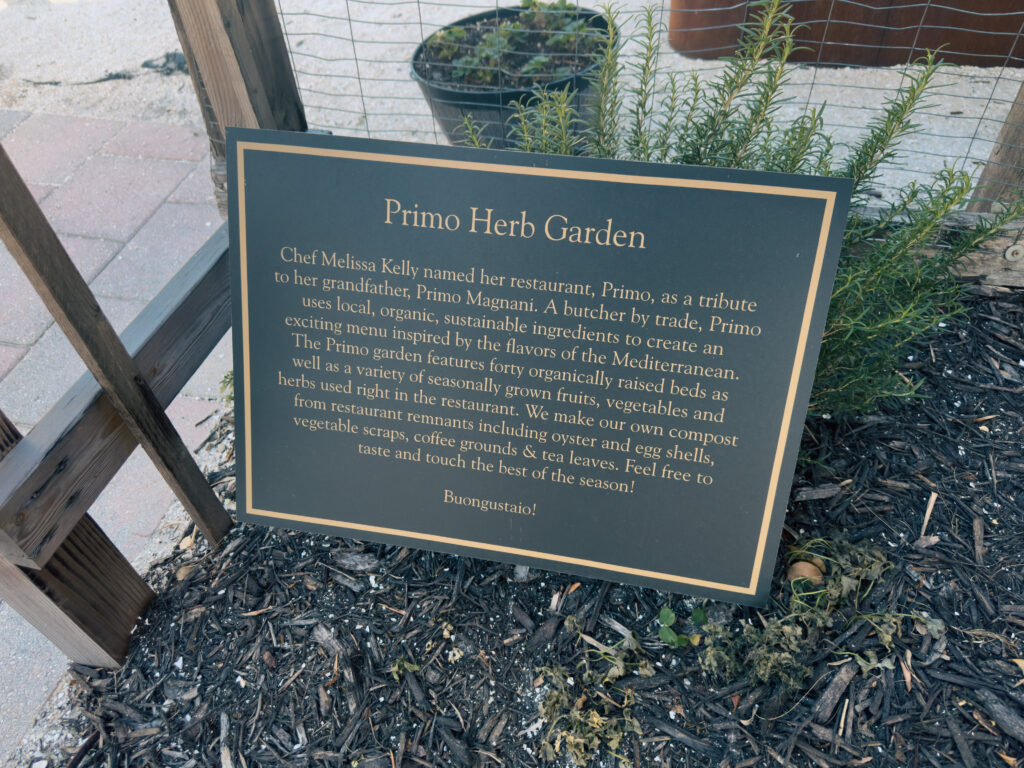 Primo Herb Garden
Chef Melissa Kelly named her restaurant, Primo, as a tribute
to her grandfather, Primo Magnani. A butcher by trade, Primo
uses local, organic, sustainable ingredients to create an
exciting menu inspired by the flavors of the Mediterranean.
The Primo garden features forty organically raised beds as
well as a variety of seasonally grown fruits, vegetables and
herbs used right in the restaurant. We make our own compost
from restaurant remnants including oyster and egg shells,
vegetable scraps, coffee grounds & tea leaves. Feel free to
taste and touch the best of the season!
Buongustaio!